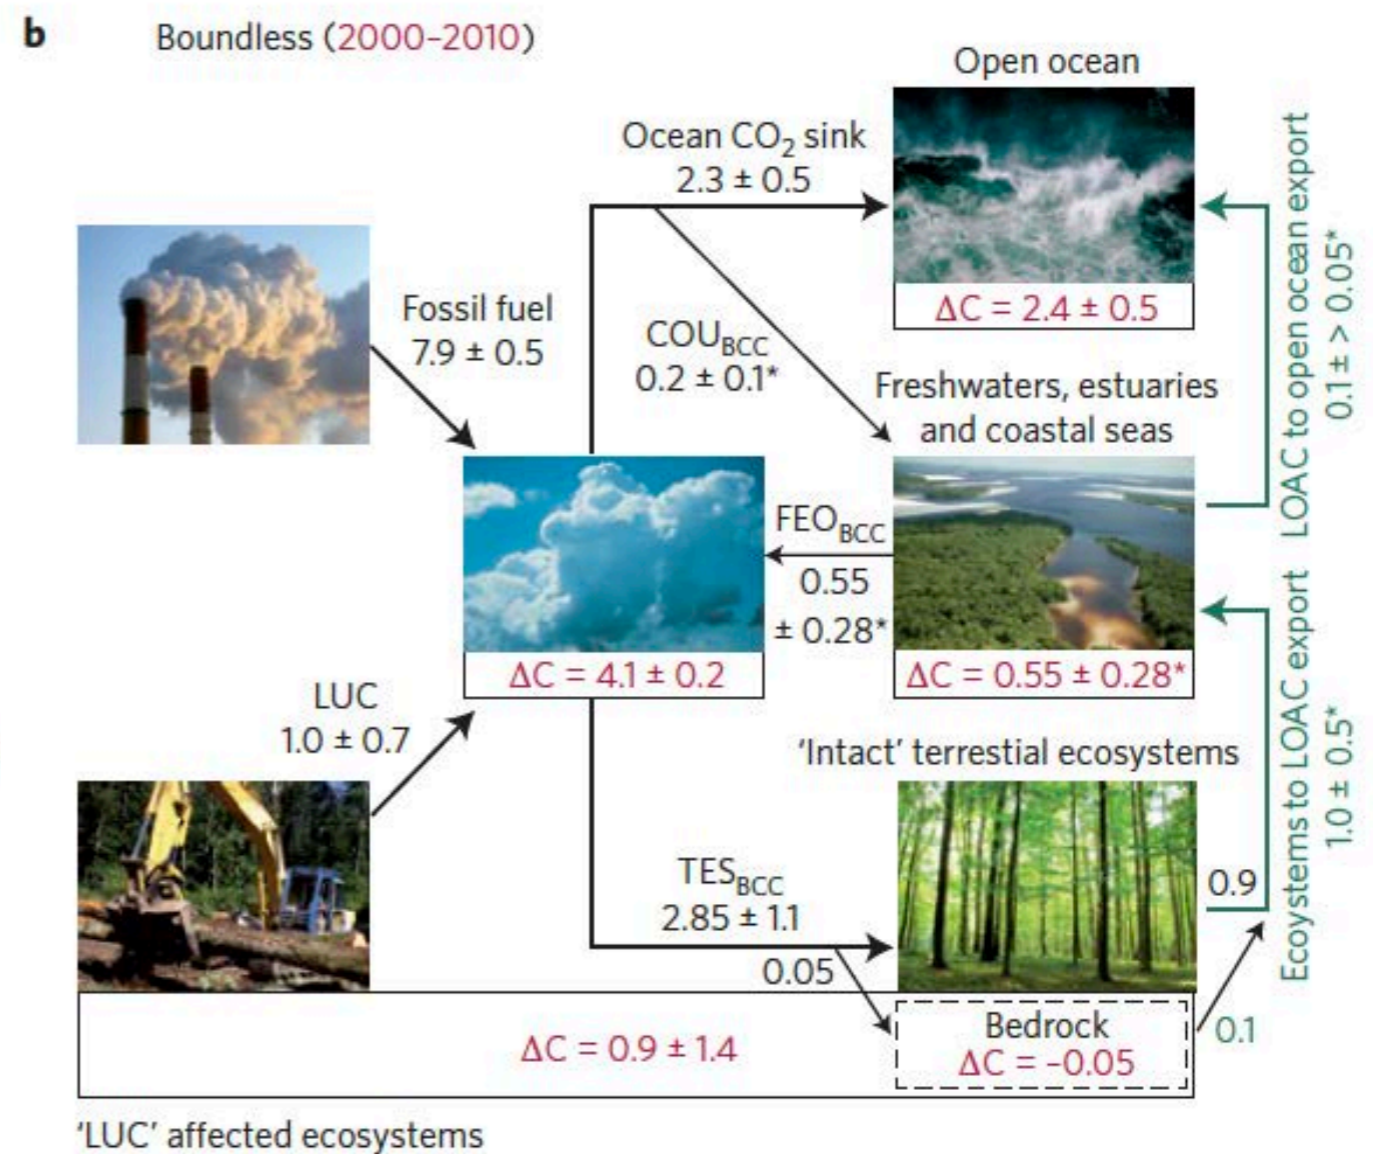 b
Boundless (2000–2010)
Open ocean
Ocean CO₂ sink
2.3 ± 0.5
ΔC = 2.4 ± 0.5
Fossil fuel
7.9 ± 0.5
COU_BCC
0.2 ± 0.1*
Freshwaters, estuaries
and coastal seas
FEO_BCC
0.55
± 0.28*
ΔC = 4.1 ± 0.2
ΔC = 0.55 ± 0.28*
LUC
1.0 ± 0.7
'Intact' terrestial ecosystems
TES_BCC
2.85 ± 1.1
0.05
0.9
Bedrock
ΔC = –0.05
0.1
ΔC = 0.9 ± 1.4
'LUC' affected ecosystems
LOAC to open ocean export
0.1 ± > 0.05*
Ecosystems to LOAC export
1.0 ± 0.5*